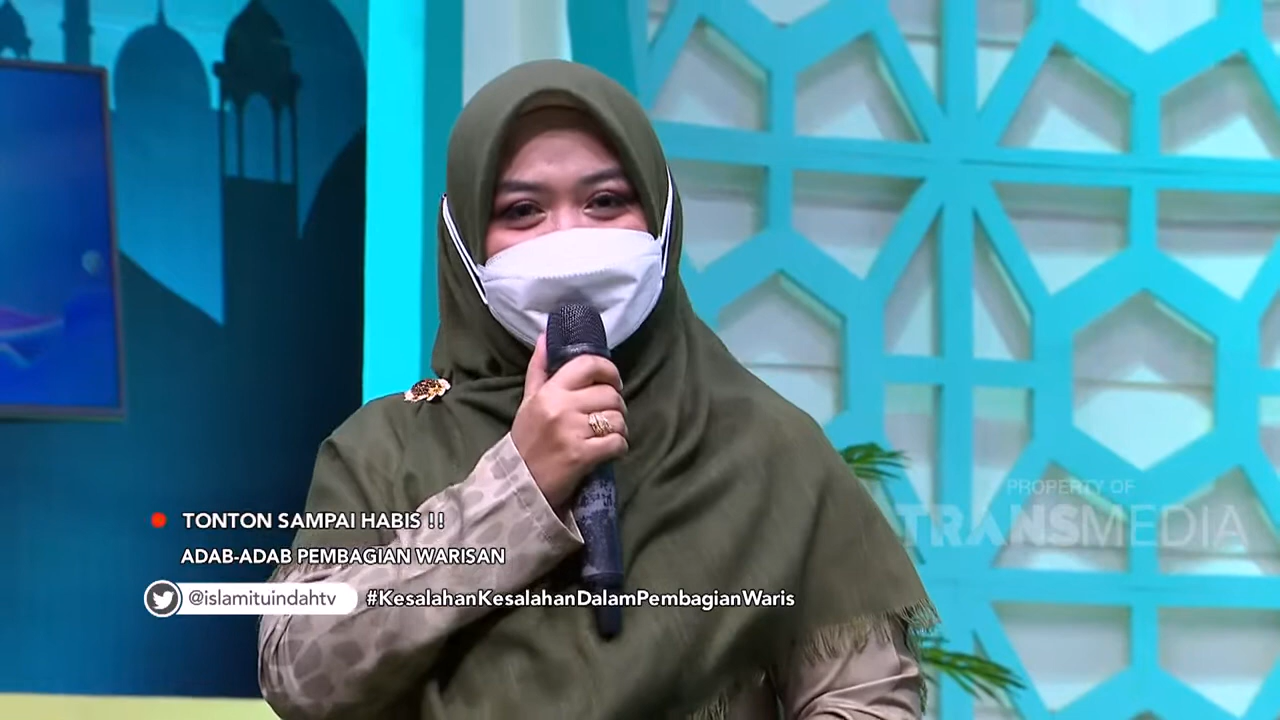 PROPERTY OF
TRANSMEDIA
TONTON SAMPAI HABIS !!
ADAB-ADAB PEMBAGIAN WARISAN
@islamituindahtv #KesalahanKesalahanDalamPembagianWaris